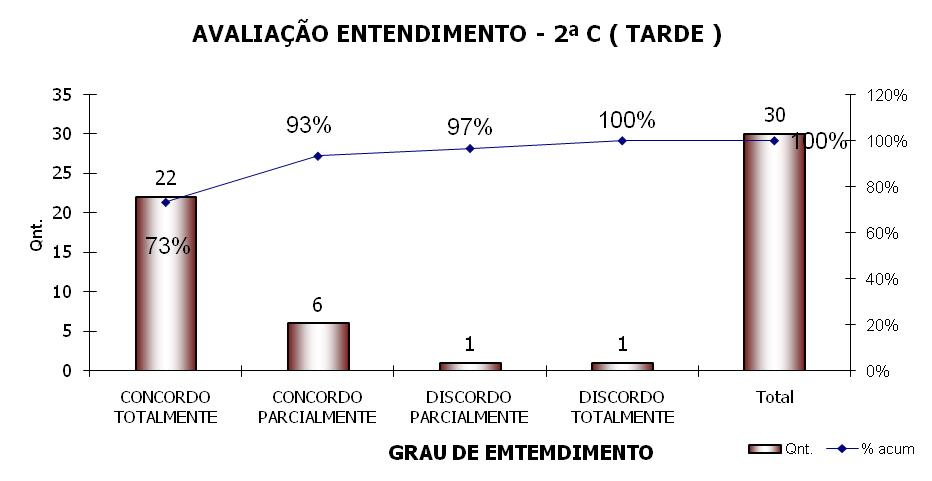 AVALIAÇÃO ENTENDIMENTO - 2ª C ( TARDE )
35
30
25
20
15
10
5
0
Qnt.
120%
100%
80%
60%
40%
20%
0%
22
6
1
1
30
73%
93%
97%
100%
100%
CONCORDO
TOTALMENTE
CONCORDO
PARCIALMENTE
DISCORDO
PARCIALMENTE
DISCORDO
TOTALMENTE
Total
GRAU DE EMTEMDIMENTO
Qnt.
% acum